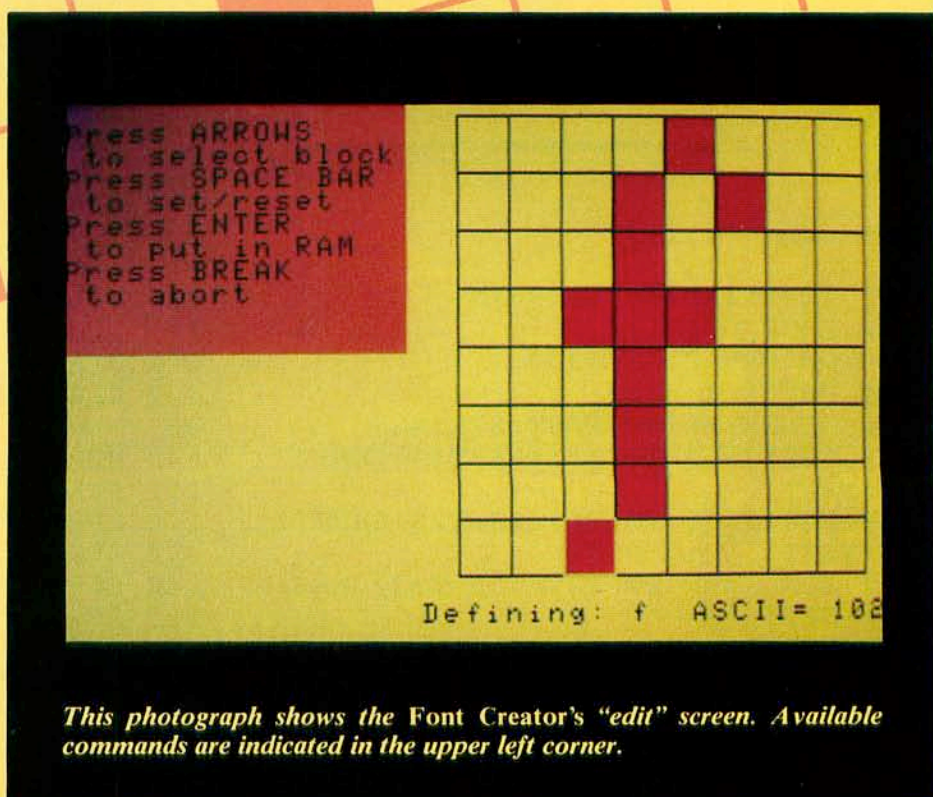 Press ARROWS
to select block
Press SPACE BAR
to set/reset
Press ENTER
to put in RAM
Press BREAK
to abort
Defining: f ASCII= 102
This photograph shows the Font Creator's "edit" screen. Available
commands are indicated in the upper left corner.